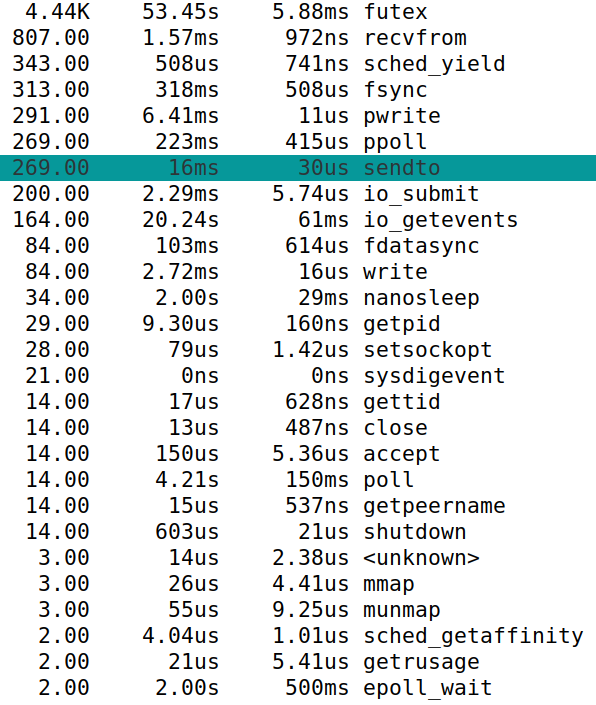 4.44K 53.45s 5.88ms futex
807.00 1.57ms 972ns recvfrom
343.00 508us 741ns sched_yield
313.00 318ms 508us fsync
291.00 6.41ms 11us pwrite
269.00 223ms 415us ppoll
269.00 16ms 30us sendto
200.00 2.29ms 5.74us io_submit
164.00 20.24s 61ms io_getevents
84.00 103ms 614us fdatasync
84.00 2.72ms 16us write
34.00 2.00s 29ms nanosleep
29.00 9.30us 160ns getpid
28.00 79us 1.42us setsockopt
21.00 0ns 0ns sysdigevent
14.00 17us 628ns gettid
14.00 13us 487ns close
14.00 150us 5.36us accept
14.00 4.21s 150ms poll
14.00 15us 537ns getpeername
14.00 603us 21us shutdown
3.00 14us 2.38us <unknown>
3.00 26us 4.41us mmap
3.00 55us 9.25us munmap
2.00 4.04us 1.01us sched_getaffinity
2.00 21us 5.41us getrusage
2.00 2.00s 500ms epoll_wait